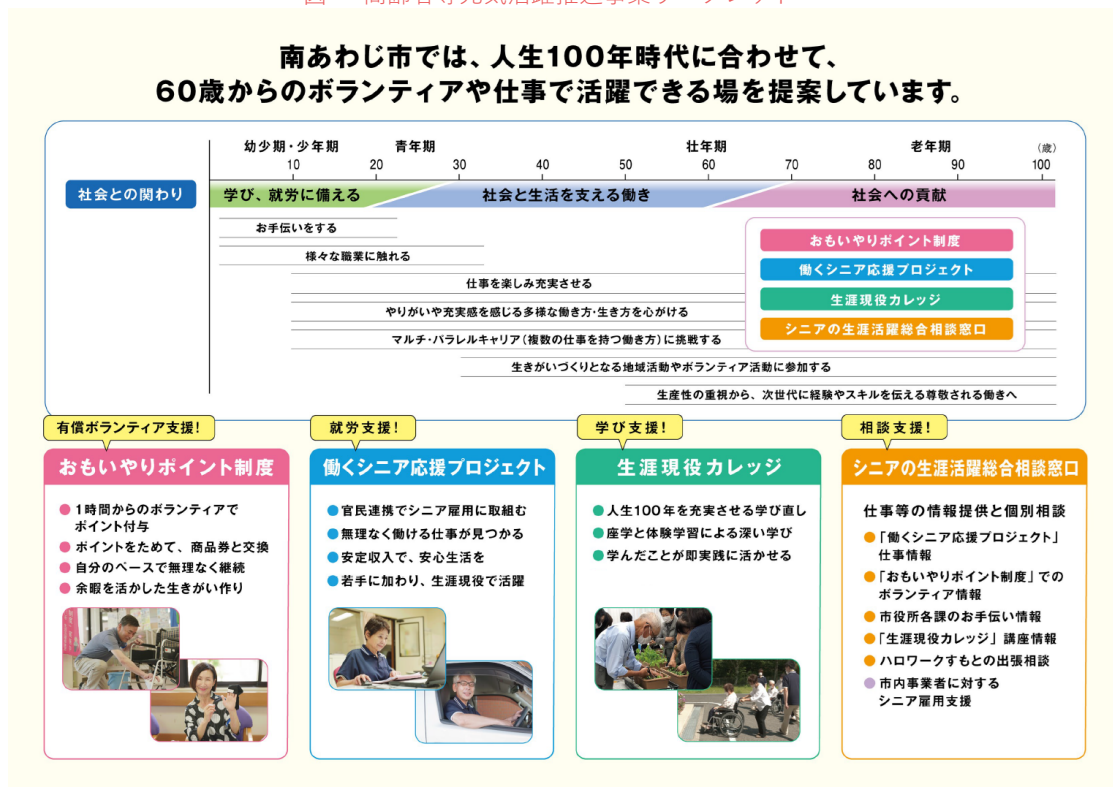 南あわじ市では、人生100年時代に合わせて、
60歳からのボランティアや仕事で活躍できる場を提案しています。
幼少期・少年期 青年期 壮年期 老年期 (歳)
10 20 30 40 50 60 70 80 90 100
社会との関わり
学び、就労に備える 社会と生活を支える働き 社会への貢献
お手伝いをする
様々な職業に触れる
仕事を楽しみ充実させる
やりがいや充実感を感じる多様な働き方・生き方を心がける
マルチ・パラレルキャリア(複数の仕事を持つ働き方)に挑戦する
生きがいづくりとなる地域活動やボランティア活動に参加する
生産性の重視から、次世代に経験やスキルを伝える尊敬される働きへ
おもいやりポイント制度
働くシニア応援プロジェクト
生涯現役カレッジ
シニアの生涯活躍総合相談窓口
有償ボランティア支援!
おもいやりポイント制度
●1時間からのボランティアで
ポイント付与
●ポイントをためて、商品券と交換
●自分のペースで無理なく継続
●余暇を活かした生きがい作り
就労支援!
働くシニア応援プロジェクト
●官民連携でシニア雇用に取組む
●無理なく働ける仕事が見つかる
●安定収入で、安心生活を
●若手に加わり、生涯現役で活躍
学び支援!
生涯現役カレッジ
●人生100年を充実させる学び直し
●座学と体験学習による深い学び
●学んだことが即実践に活かせる
相談支援!
シニアの生涯活躍総合相談窓口
仕事等の情報提供と個別相談
●「働くシニア応援プロジェクト」
仕事情報
●「おもいやりポイント制度」での
ボランティア情報
●市役所各課のお手伝い情報
●「生涯現役カレッジ」講座情報
●ハロワークすもとの出張相談
●市内事業者に対する
シニア雇用支援